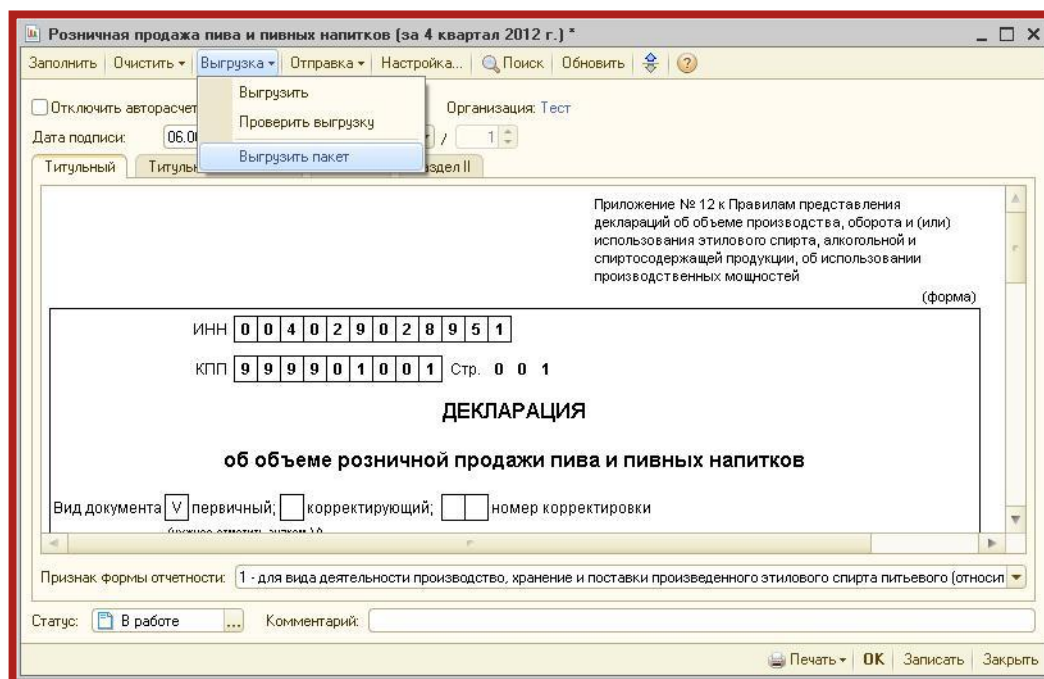 Розничная продажа пива и пивных напитков (за 4 квартал 2012 г.) *
Заполнить Очистить Выгрузка Отправка Настройка... Поиск Обновить
Выгрузить
Отключить авторасчет Организация: Тест
Проверить выгрузку
Дата подписи: / 1
Выгрузить пакет
Титульный
Приложение № 12 к Правилам представления
деклараций об объеме производства, оборота и (или)
использования этилового спирта, алкогольной и
спиртосодержащей продукции, об использовании
производственных мощностей
(форма)
ИНН 0 0 4 0 2 9 0 2 8 9 5 1
КПП 9 9 9 9 0 1 0 0 1 Стр. 0 0 1
ДЕКЛАРАЦИЯ
об объеме розничной продажи пива и пивных напитков
Вид документа V первичный; корректирующий; номер корректировки
Признак формы отчетности: 1 - для вида деятельности производство, хранение и поставки произведенного этилового спирта питьевого (относит
Статус: В работе ... Комментарий:
Печать OK Записать Закрыть